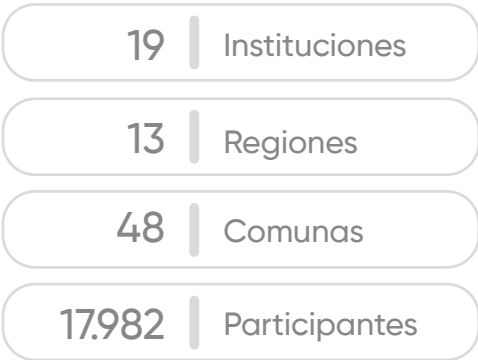 19 Instituciones
13 Regiones
48 Comunas
17.982 Participantes